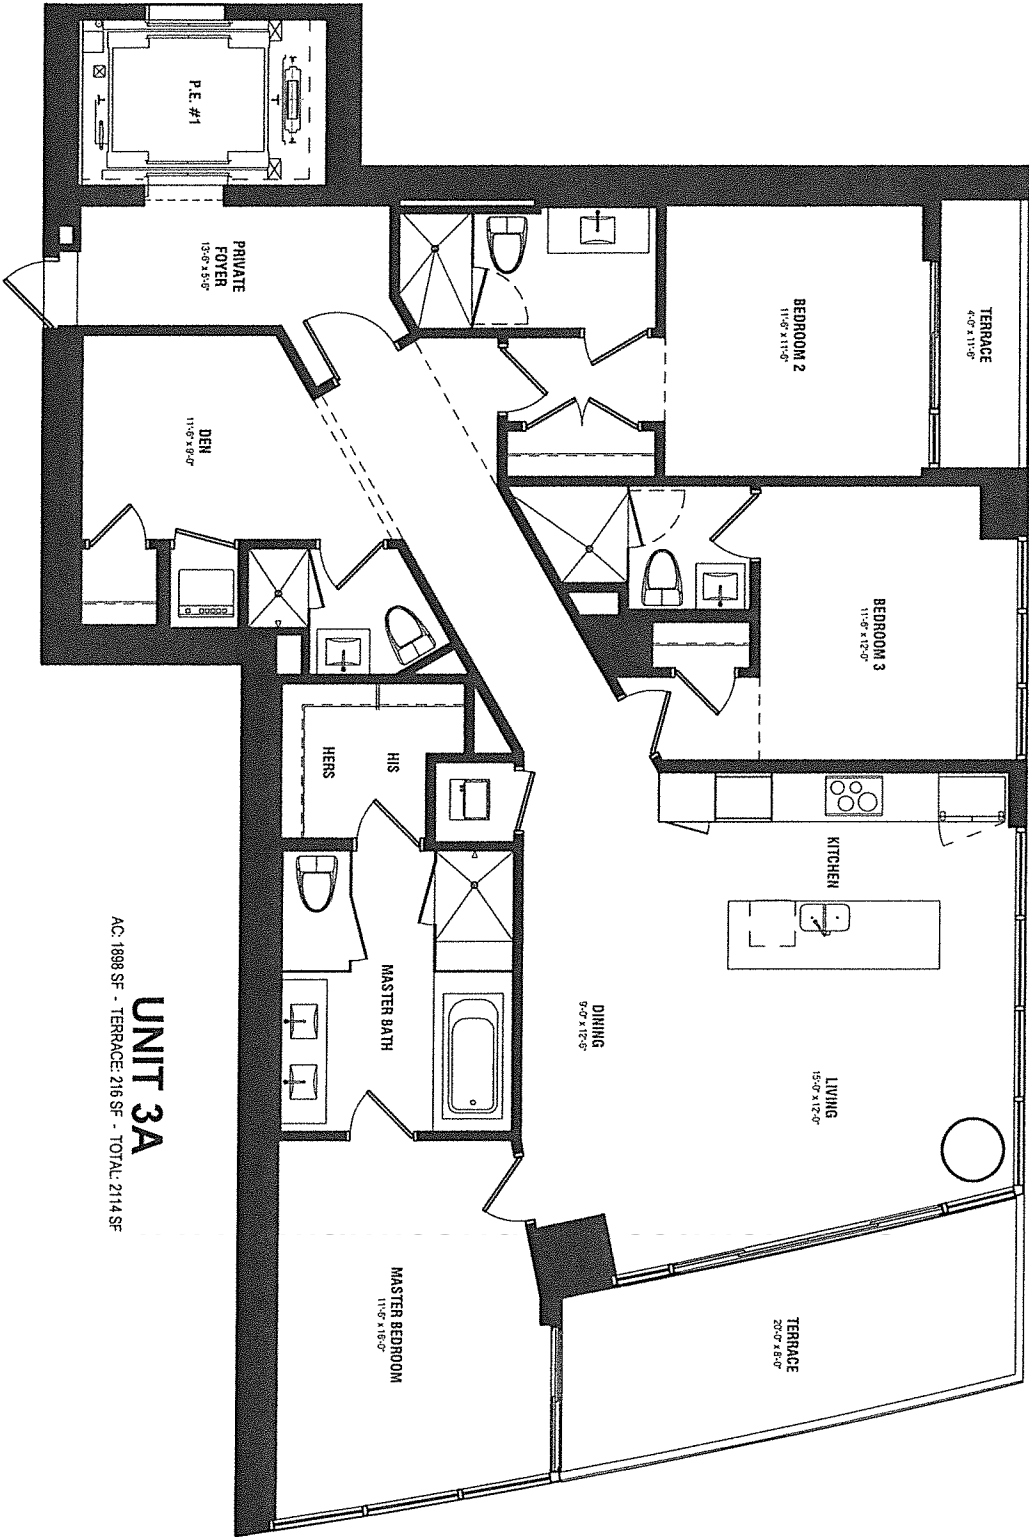 P.E. #1
PRIVATE
FOYER
13'-6" x 5'-6"
BEDROOM 2
11'-6" x 11'-6"
TERRACE
4'-0" x 11'-6"
DEN
11'-6" x 9'-0"
BEDROOM 3
11'-6" x 12'-0"
HIS
HERS
KITCHEN
MASTER BATH
DINING
9'-0" x 12'-6"
LIVING
15'-0" x 12'-0"
MASTER BEDROOM
11'-6" x 16'-0"
TERRACE
20'-0" x 8'-0"
UNIT 3A
AC: 1898 SF - TERRACE: 216 SF - TOTAL: 2114 SF